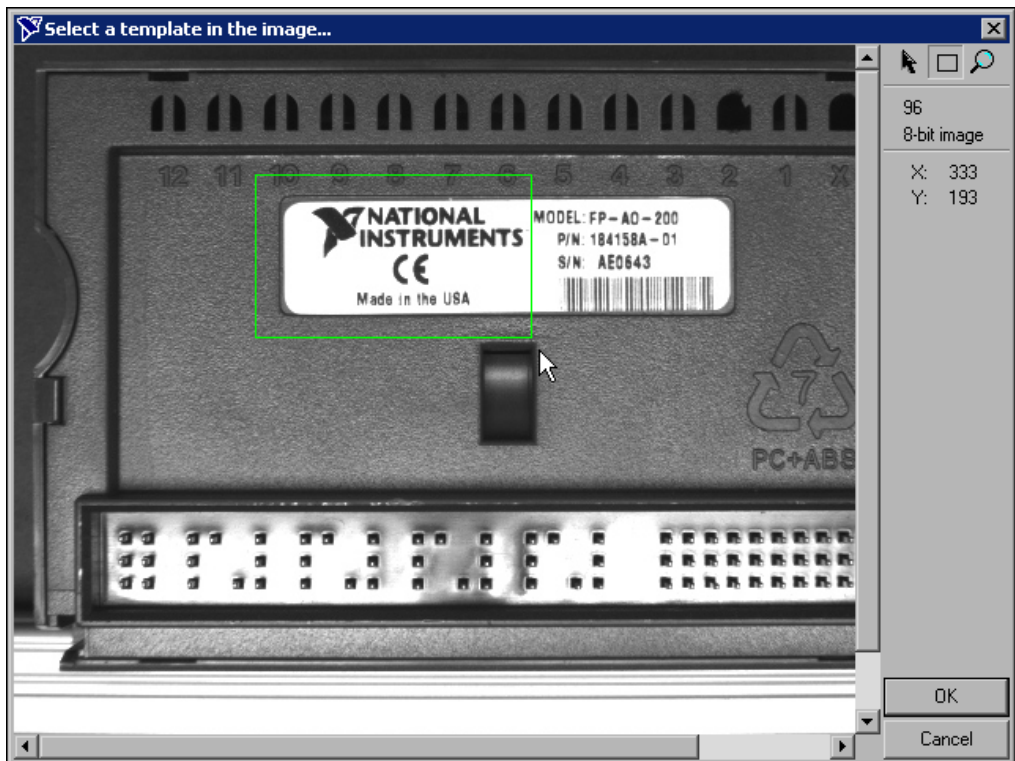 Select a template in the image...
96
8-bit image
X: 333
Y: 193
12 11 10 9 8 7 6 5 4 3 2 1 X
NATIONAL
INSTRUMENTS
CE
Made in the USA
MODEL: FP-AO-200
P/N: 184158A-01
S/N: AE0643
7
PC+ABS
OK
Cancel